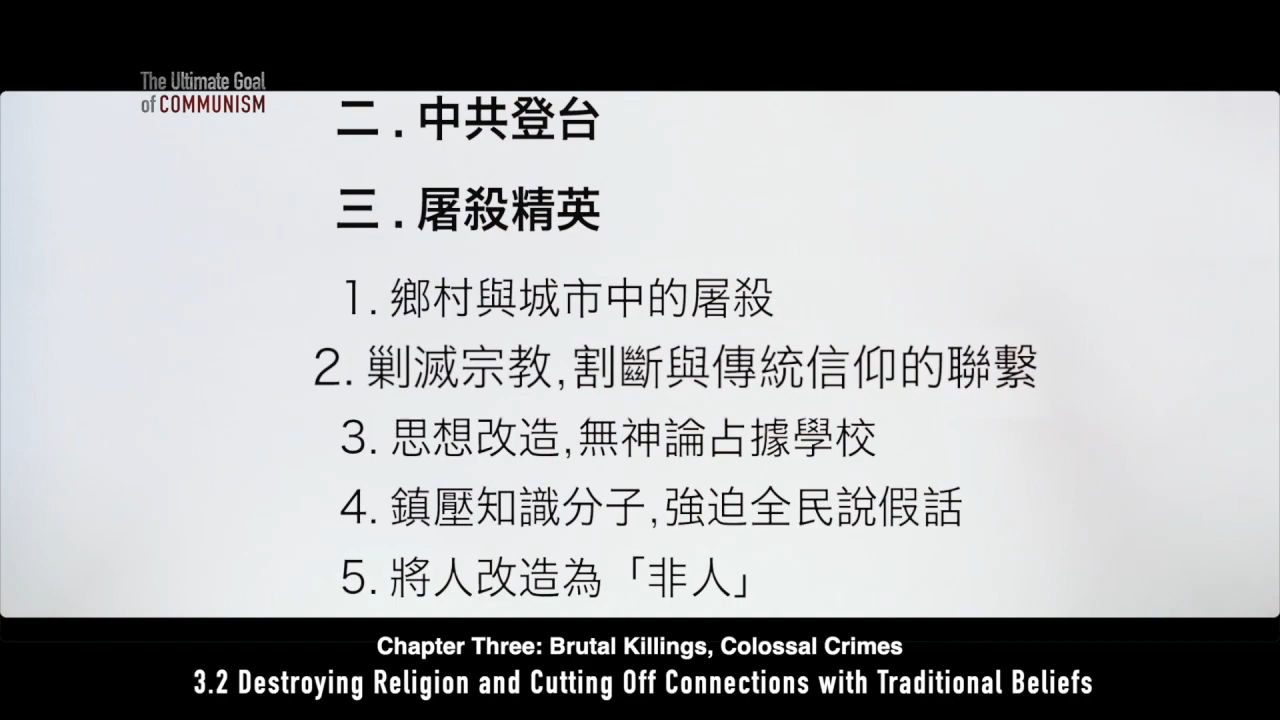 The Ultimate Goal
of COMMUNISM
二 . 中共登台
三 . 屠殺精英
1. 鄉村與城市中的屠殺
2. 剿滅宗教,割斷與傳統信仰的聯繫
3. 思想改造,無神論占據學校
4. 鎮壓知識分子,強迫全民說假話
5. 將人改造為「非人」
Chapter Three: Brutal Killings, Colossal Crimes
3.2 Destroying Religion and Cutting Off Connections with Traditional Beliefs